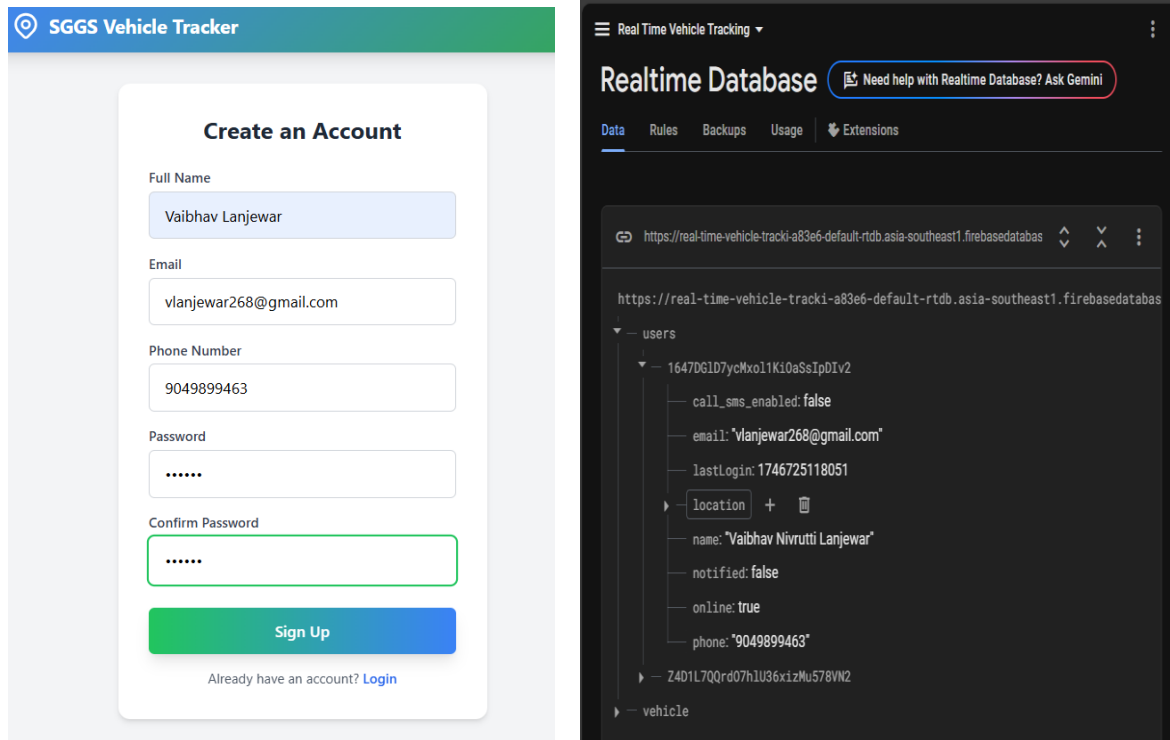 SGGS Vehicle Tracker
Create an Account
Full Name
Vaibhav Lanjewar
Email
vlanjewar268@gmail.com
Phone Number
9049899463
Password
••••••
Confirm Password
••••••
Sign Up
Already have an account? Login
Real Time Vehicle Tracking
Realtime Database
Need help with Realtime Database? Ask Gemini
Data Rules Backups Usage Extensions
https://real-time-vehicle-tracki-a83e6-default-rtdb.asia-southeast1.firebasedatabas
https://real-time-vehicle-tracki-a83e6-default-rtdb.asia-southeast1.firebasedatabas
users
1647DGlD7ycMxol1KiOaSsIpDIv2
call_sms_enabled: false
email: "vlanjewar268@gmail.com"
lastLogin: 1746725118051
location
name: "Vaibhav Nivrutti Lanjewar"
notified: false
online: true
phone: "9049899463"
Z4D1L7QQrdO7hlU36xizMu578VN2
vehicle